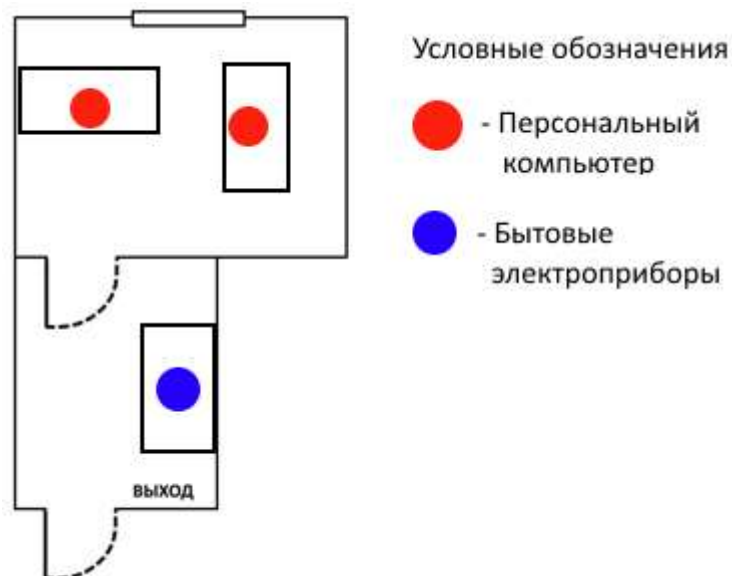 Условные обозначения
- Персональный
компьютер
- Бытовые
электроприборы
ВЫХОД